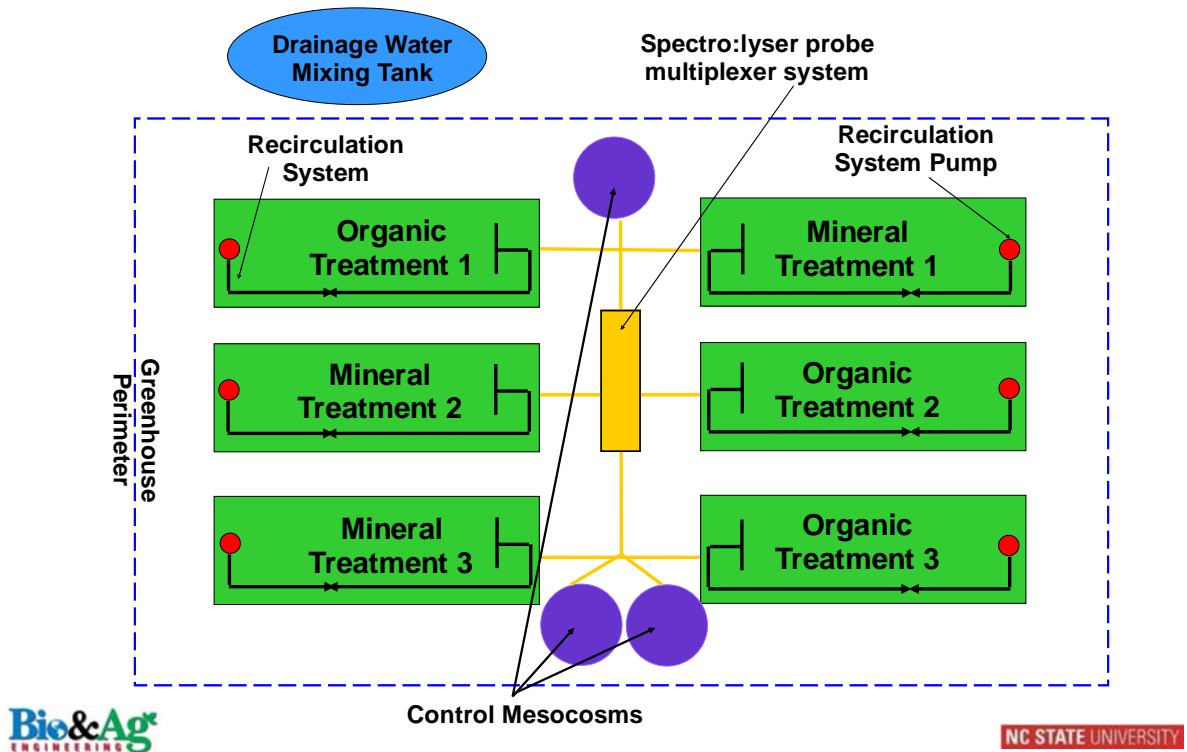 Drainage Water
Mixing Tank
Spectro:lyser probe
multiplexer system
Recirculation
System
Recirculation
System Pump
Organic
Treatment 1
Mineral
Treatment 1
Greenhouse
Perimeter
Mineral
Treatment 2
Organic
Treatment 2
Mineral
Treatment 3
Organic
Treatment 3
Control Mesocosms
Bio&Ag
ENGINEERING
NC STATE UNIVERSITY